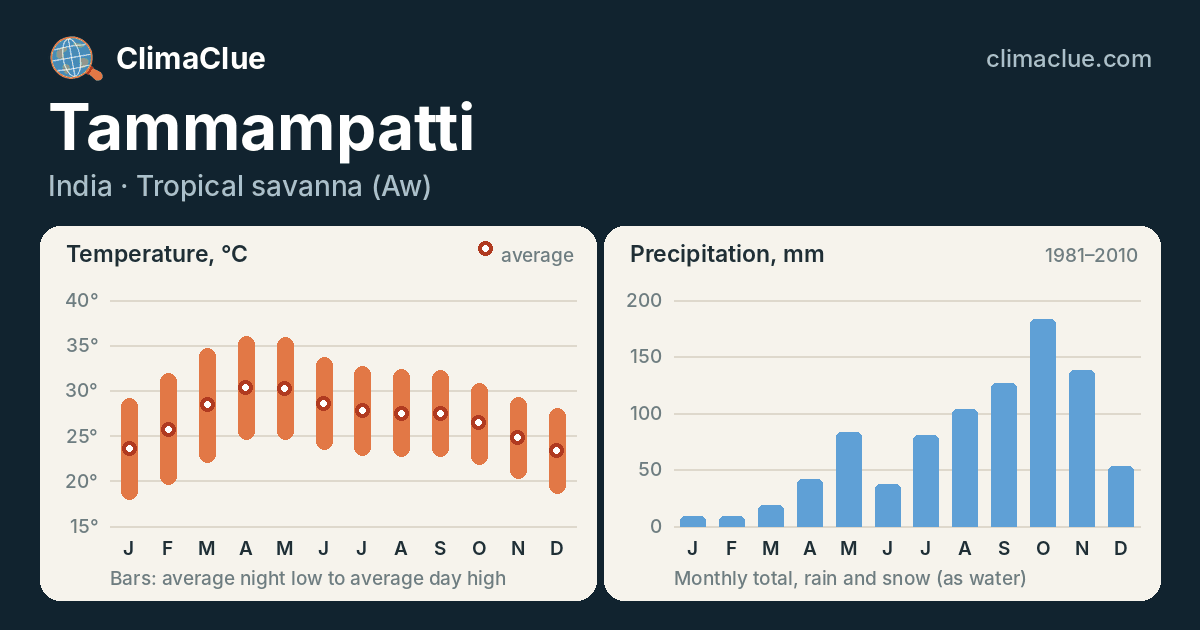 ClimaClue
climaclue.com
Tammampatti
India · Tropical savanna (Aw)
Temperature, °C
average
40°
35°
30°
25°
20°
15°
J F M A M J J A S O N D
Bars: average night low to average day high
Precipitation, mm
1981–2010
200
150
100
50
0
J F M A M J J A S O N D
Monthly total, rain and snow (as water)